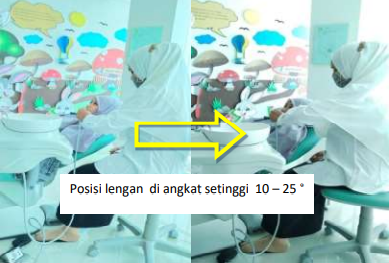 Posisi lengan di angkat setinggi 10 – 25 °